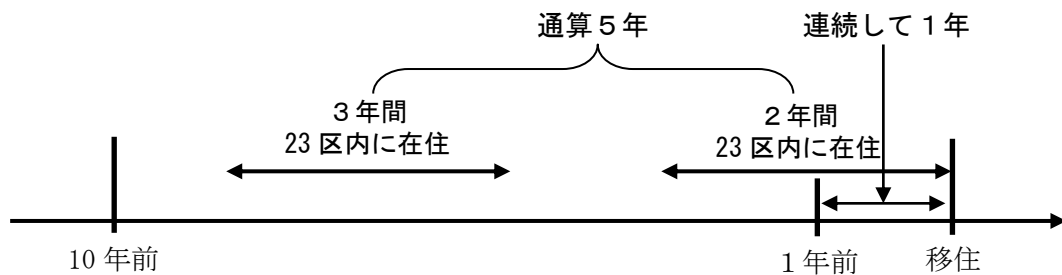 通算５年
連続して１年
３年間
23 区内に在住
２年間
23 区内に在住
10 年前
１年前
移住